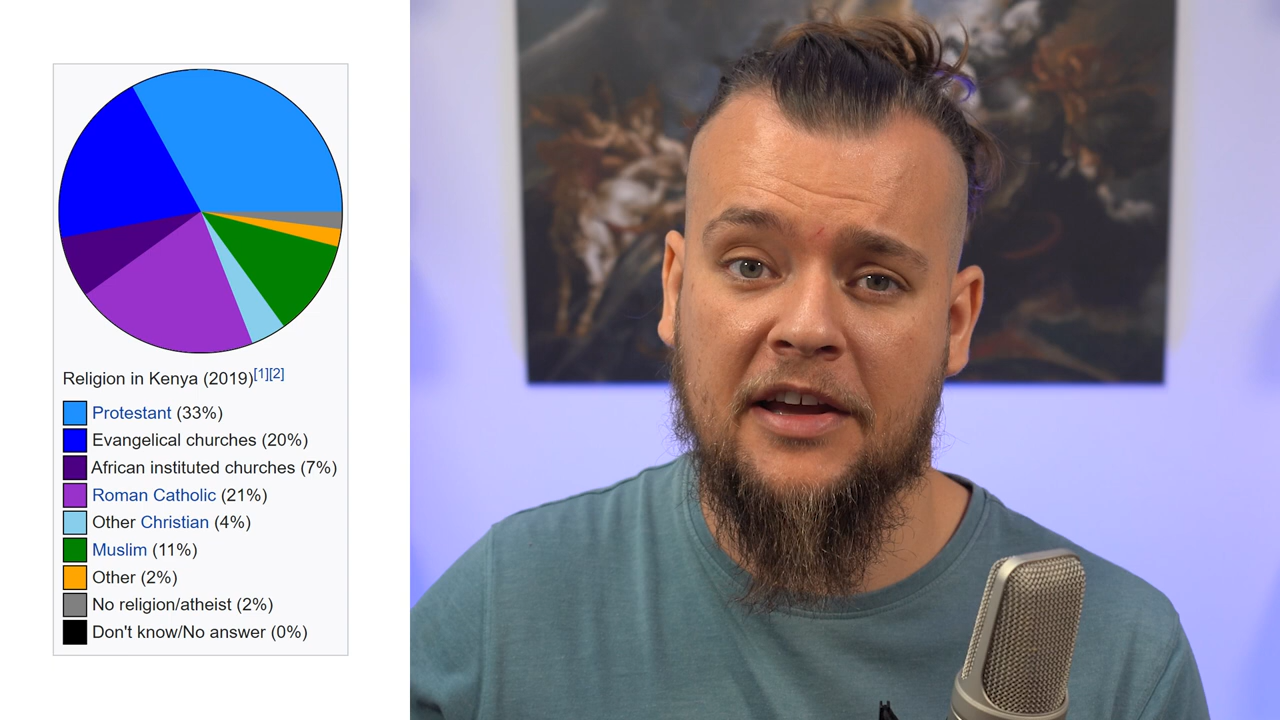 Religion in Kenya (2019)[1][2]
Protestant (33%)
Evangelical churches (20%)
African instituted churches (7%)
Roman Catholic (21%)
Other Christian (4%)
Muslim (11%)
Other (2%)
No religion/atheist (2%)
Don't know/No answer (0%)